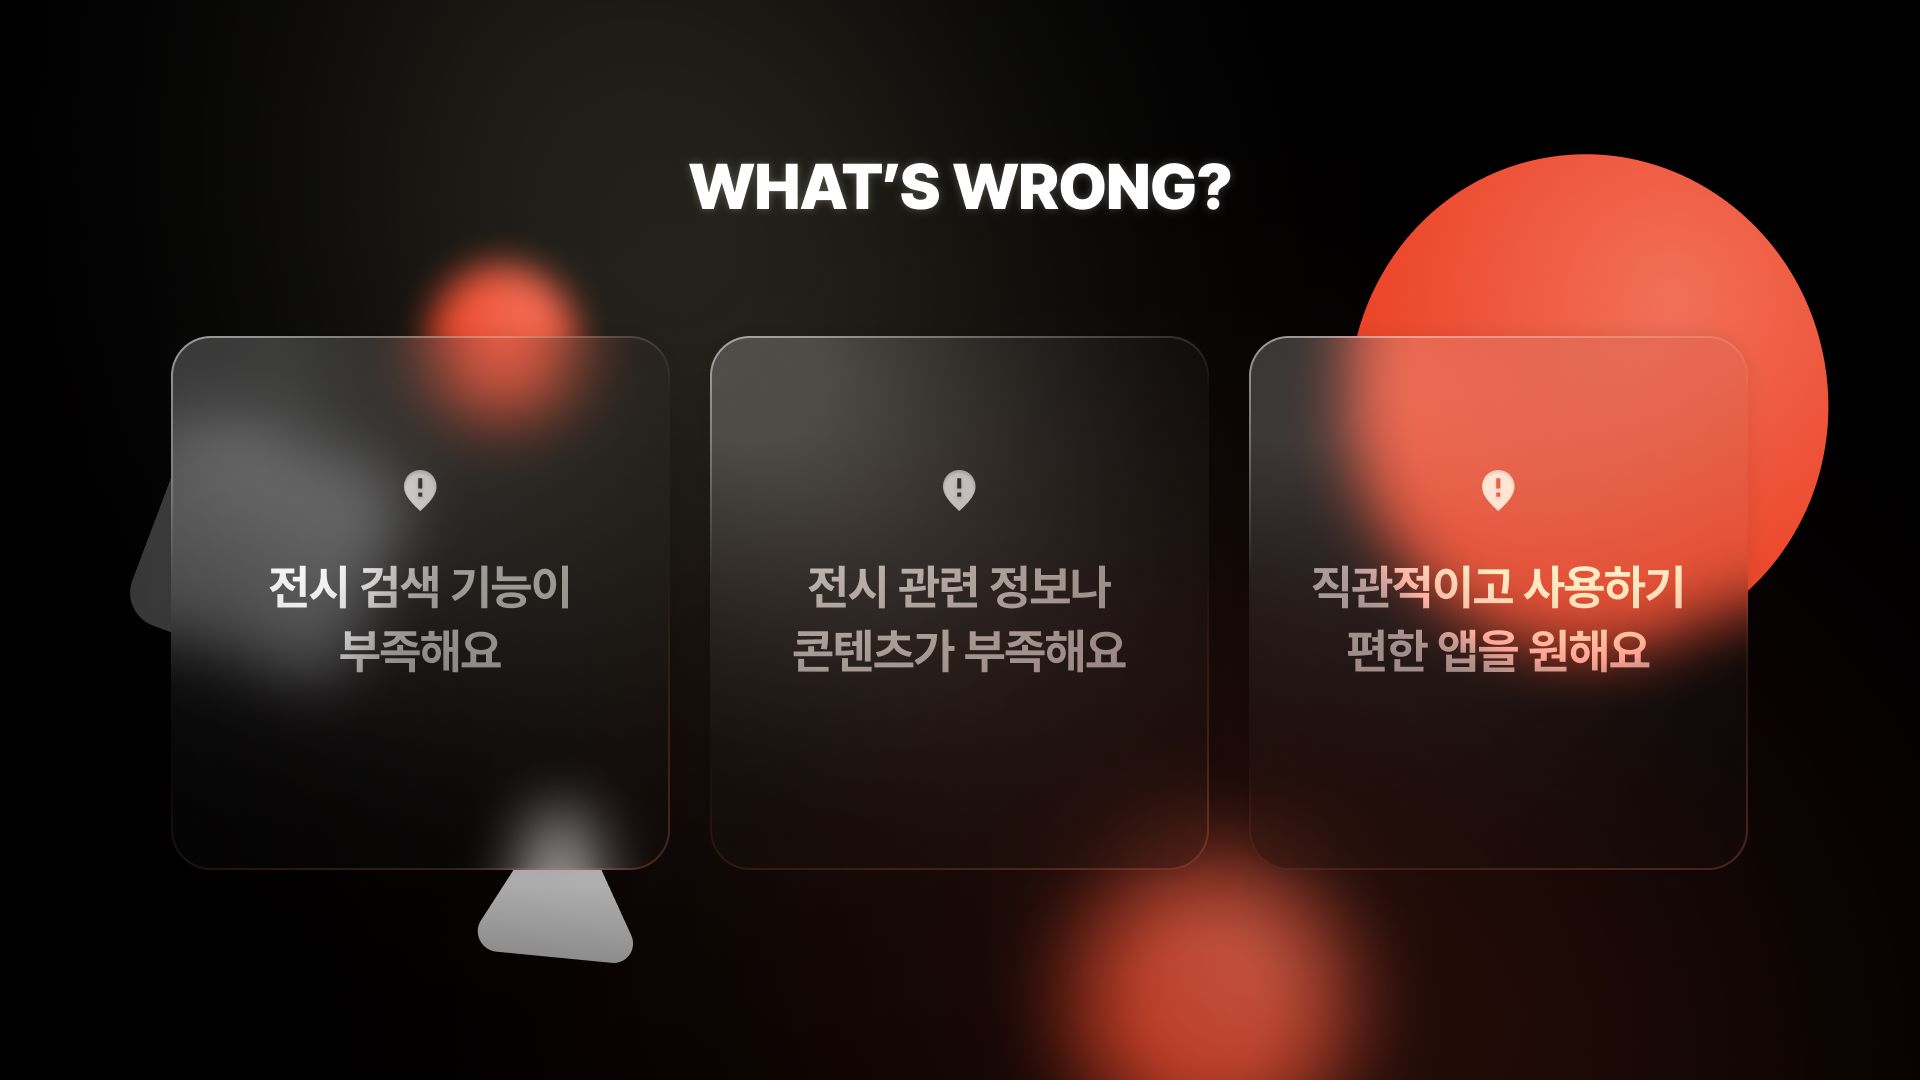 WHAT’S WRONG?
전시 검색 기능이
부족해요
전시 관련 정보나
콘텐츠가 부족해요
직관적이고 사용하기
편한 앱을 원해요